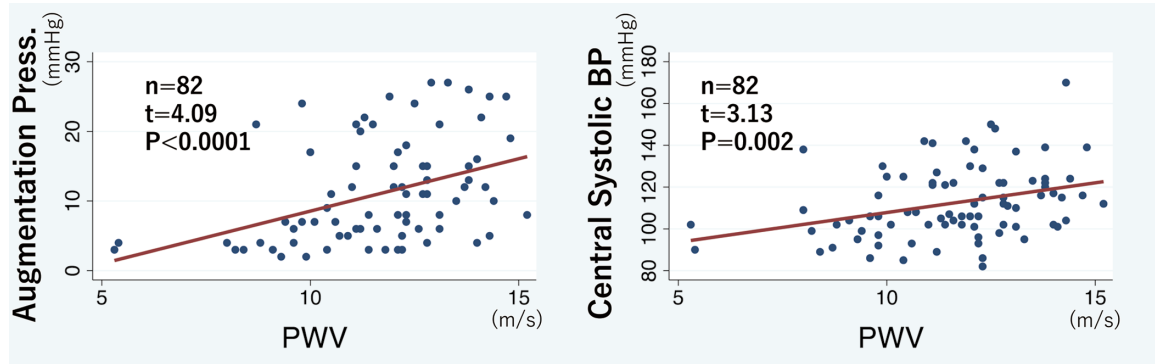 Augmentation Press.
(mmHg)
30
20
10
0
n=82
t=4.09
P<0.0001
5
10
15
(m/s)
PWV
Central Systolic BP
(mmHg)
180
160
140
120
100
80
n=82
t=3.13
P=0.002
5
10
15
(m/s)
PWV